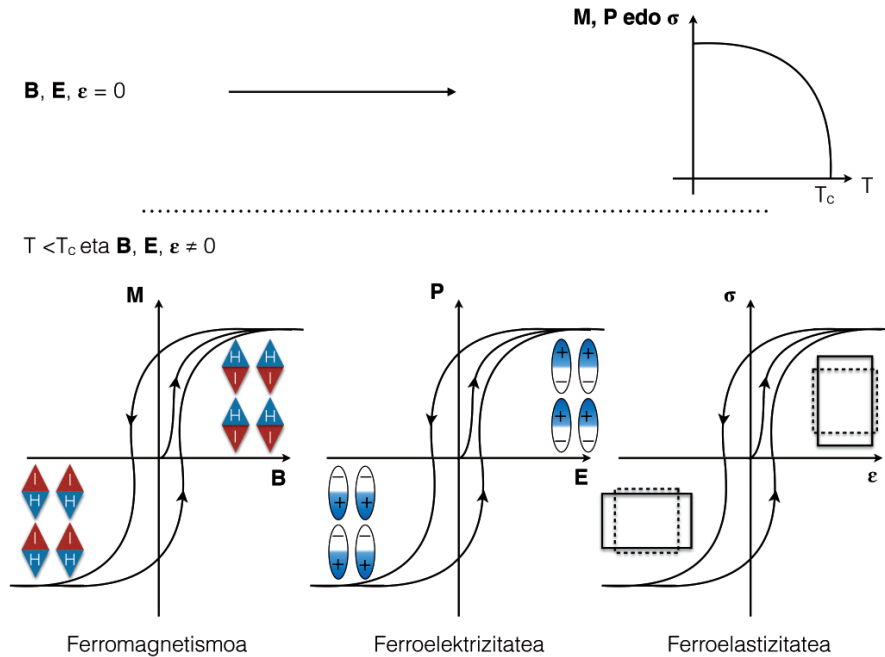 M, P edo σ
B, E, ε = 0
T
Tc
T <Tc eta B, E, ε ≠ 0
M
P
σ
H H
I I
H H
I I
+ +
− −
+ +
− −
B
E
ε
I I
H H
I I
H H
− −
+ +
− −
+ +
Ferromagnetismoa
Ferroelektrizitatea
Ferroelastizitatea